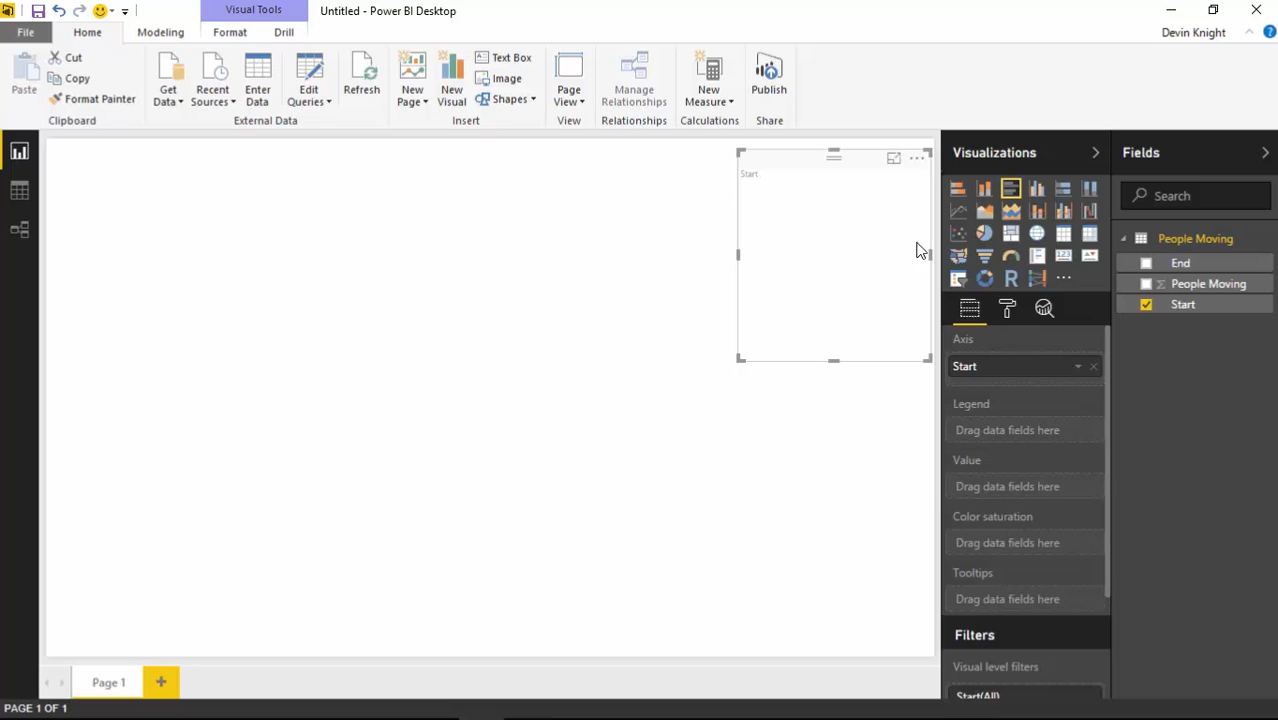 Visual Tools
Untitled - Power BI Desktop
File
Home
Modeling
Format
Drill
Devin Knight
Paste
Cut
Copy
Format Painter
Clipboard
Get Data
Recent Sources
Enter Data
Edit Queries
Refresh
External Data
New Page
New Visual
Text Box
Image
Shapes
Insert
Page View
View
Manage Relationships
Relationships
New Measure
Calculations
Publish
Share
Start
Visualizations
Fields
Search
People Moving
End
People Moving
Start
Axis
Start
Legend
Drag data fields here
Value
Drag data fields here
Color saturation
Drag data fields here
Tooltips
Drag data fields here
Filters
Visual level filters
Start(All)
Page 1
PAGE 1 OF 1